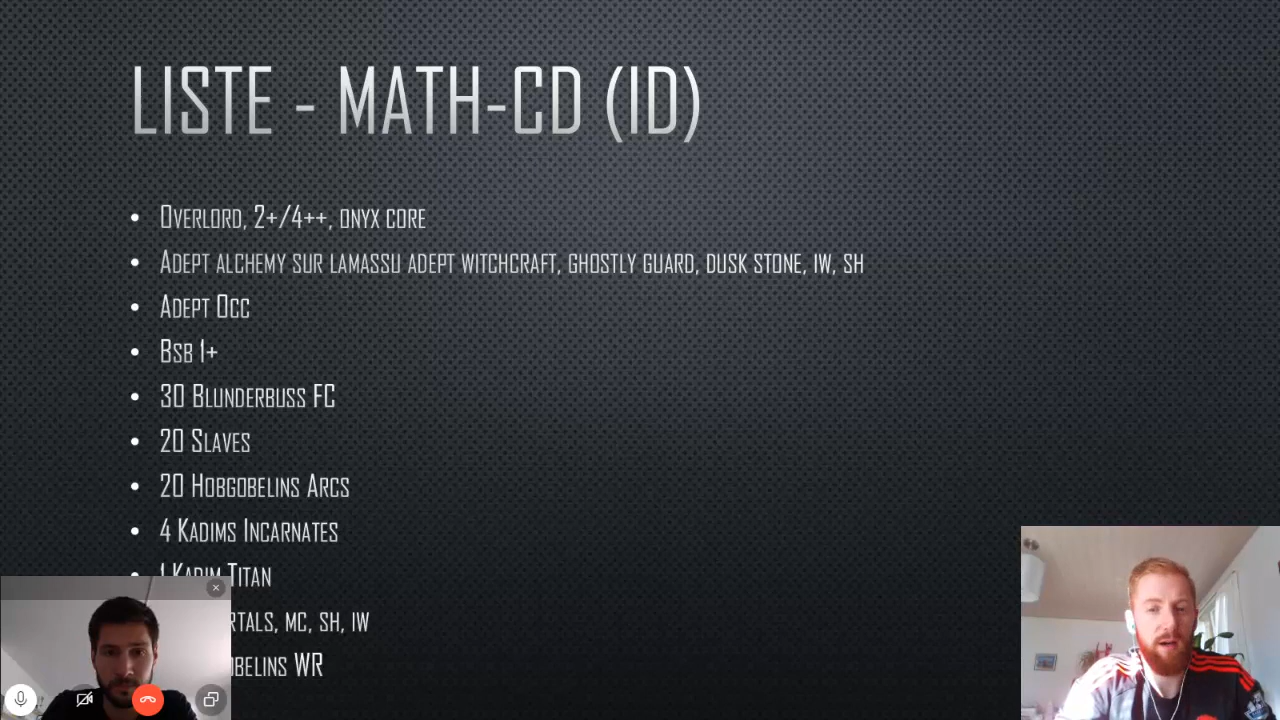 LISTE - MATH-CD (ID)
• OVERLORD, 2+/4++, ONYX CORE
• ADEPT ALCHEMY SUR LAMASSU ADEPT WITCHCRAFT, GHOSTLY GUARD, DUSK STONE, IW, SH
• ADEPT OCC
• BSB 1+
• 30 BLUNDERBUSS FC
• 20 SLAVES
• 20 HOBGOBELINS ARCS
• 4 KADIMS INCARNATES
• 1 KADIM TITAN
MC, SH, IW
WR